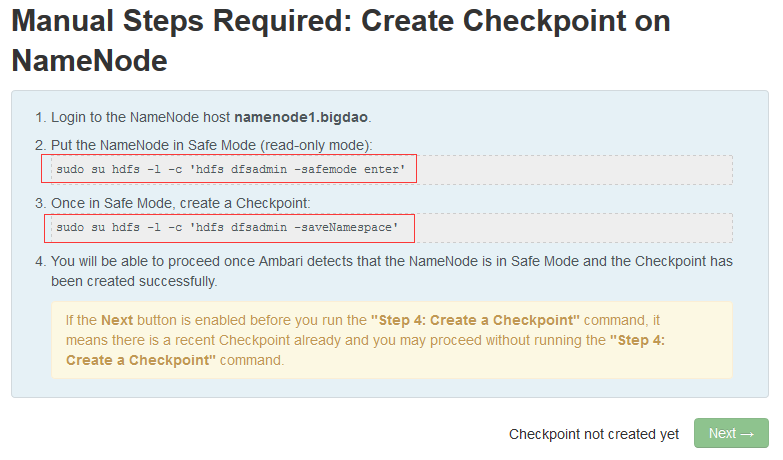 Manual Steps Required: Create Checkpoint on
NameNode
1. Login to the NameNode host namenode1.bigdao.
2. Put the NameNode in Safe Mode (read-only mode):
sudo su hdfs -l -c 'hdfs dfsadmin -safemode enter'
3. Once in Safe Mode, create a Checkpoint:
sudo su hdfs -l -c 'hdfs dfsadmin -saveNamespace'
4. You will be able to proceed once Ambari detects that the NameNode is in Safe Mode and the Checkpoint has
been created successfully.
If the Next button is enabled before you run the "Step 4: Create a Checkpoint" command, it
means there is a recent Checkpoint already and you may proceed without running the "Step 4:
Create a Checkpoint" command.
Checkpoint not created yet
Next →